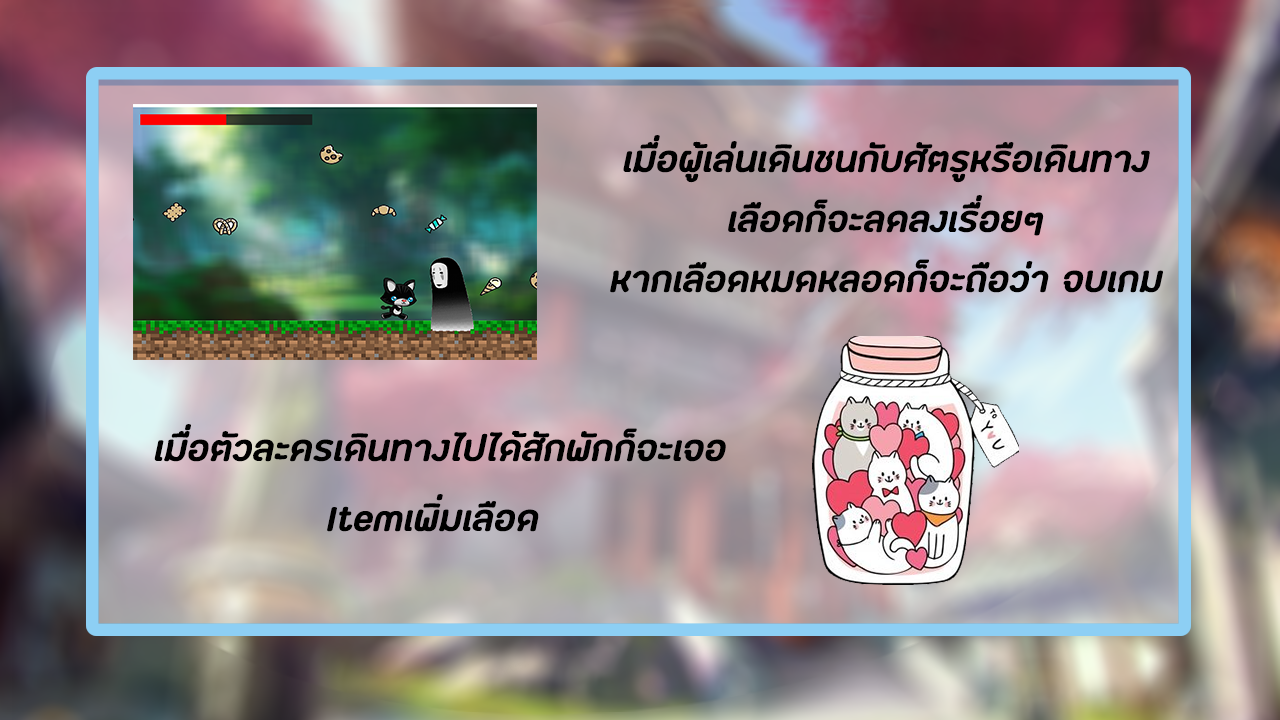 เมื่อผู้เล่นเดินชนกับศัตรูหรือเดินทาง
เลือดก็จะลดลงเรื่อยๆ
หากเลือดหมดหลอดก็จะถือว่า จบเกม
เมื่อตัวละครเดินทางไปได้สักพักก็จะเจอ
Itemเพิ่มเลือด
To
Y♥U